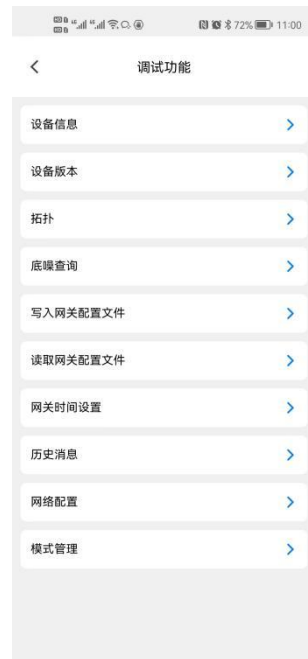 72% 11:00
调试功能
设备信息
设备版本
拓扑
底噪查询
写入网关配置文件
读取网关配置文件
网关时间设置
历史消息
网络配置
模式管理